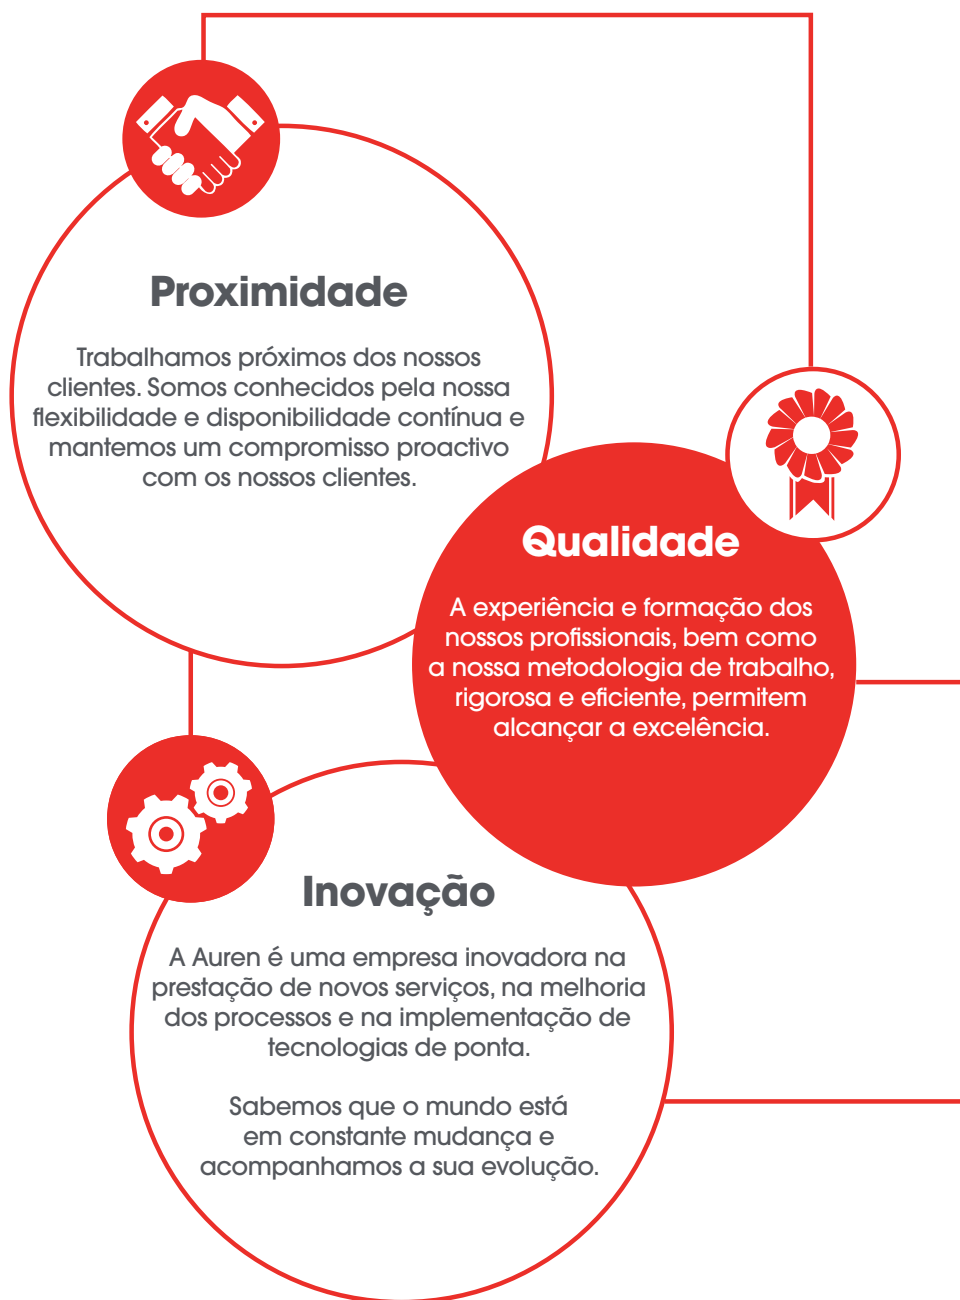 Proximidade
Trabalhamos próximos dos nossos
clientes. Somos conhecidos pela nossa
flexibilidade e disponibilidade contínua e
mantemos um compromisso proactivo
com os nossos clientes.
Qualidade
A experiência e formação dos
nossos profissionais, bem como
a nossa metodologia de trabalho,
rigorosa e eficiente, permitem
alcançar a excelência.
Inovação
A Auren é uma empresa inovadora na
prestação de novos serviços, na melhoria
dos processos e na implementação de
tecnologias de ponta.
Sabemos que o mundo está
em constante mudança e
acompanhamos a sua evolução.